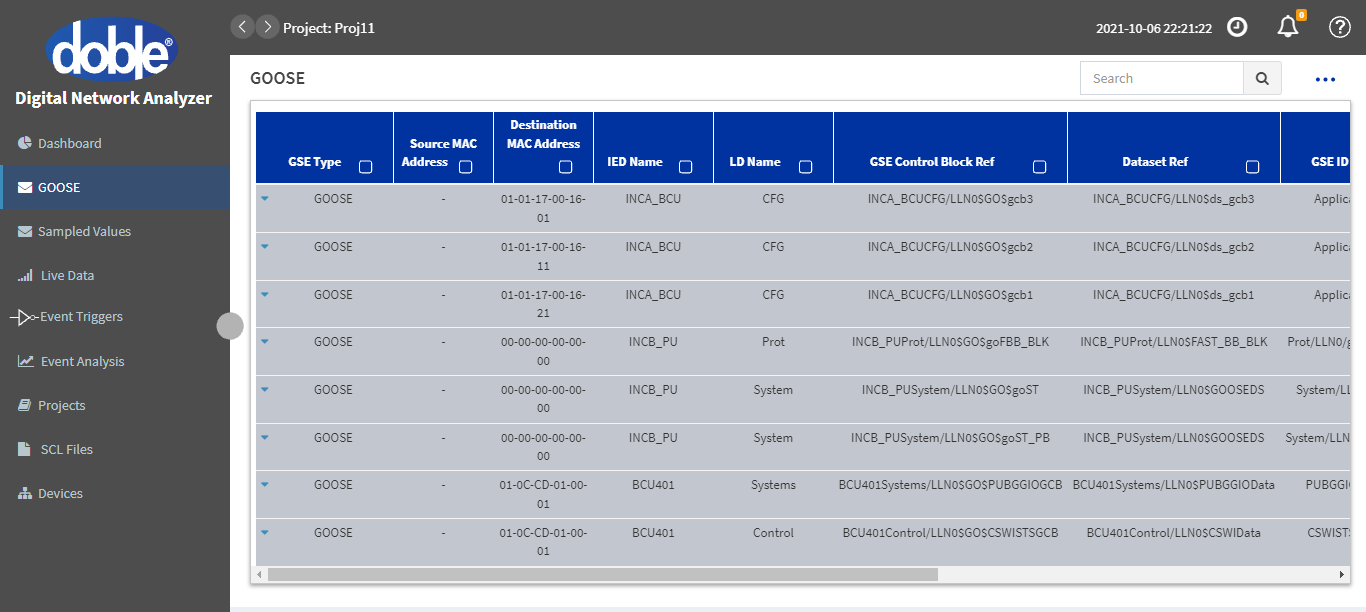 doble®
Digital Network Analyzer
Dashboard
GOOSE
Sampled Values
Live Data
Event Triggers
Event Analysis
Projects
SCL Files
Devices
Project: Proj11
2021-10-06 22:21:22
0
GOOSE
Search
GSE Type
Source MAC
Address
Destination
MAC Address
IED Name
LD Name
GSE Control Block Ref
Dataset Ref
GSE ID
GOOSE - 01-01-17-00-16- INCA_BCU CFG INCA_BCUCFG/LLN0$GO$gcb3 INCA_BCUCFG/LLN0$ds_gcb3 Applic
01
GOOSE - 01-01-17-00-16- INCA_BCU CFG INCA_BCUCFG/LLN0$GO$gcb2 INCA_BCUCFG/LLN0$ds_gcb2 Applic
11
GOOSE - 01-01-17-00-16- INCA_BCU CFG INCA_BCUCFG/LLN0$GO$gcb1 INCA_BCUCFG/LLN0$ds_gcb1 Applic
21
GOOSE - 00-00-00-00-00- INCB_PU Prot INCB_PUProt/LLN0$GO$goFBB_BLK INCB_PUProt/LLN0$FAST_BB_BLK Prot/LLN0/g
00
GOOSE - 00-00-00-00-00- INCB_PU System INCB_PUSystem/LLN0$GO$goST INCB_PUSystem/LLN0$GOOSEDS System/LL
00
GOOSE - 00-00-00-00-00- INCB_PU System INCB_PUSystem/LLN0$GO$goST_PB INCB_PUSystem/LLN0$GOOSEDS System/LLN
00
GOOSE - 01-0C-CD-01-00- BCU401 Systems BCU401Systems/LLN0$GO$PUBGGIOGCB BCU401Systems/LLN0$PUBGGIOData PUBGGI
01
GOOSE - 01-0C-CD-01-00- BCU401 Control BCU401Control/LLN0$GO$CSWISTSGCB BCU401Control/LLN0$CSWIData CSWIST
01